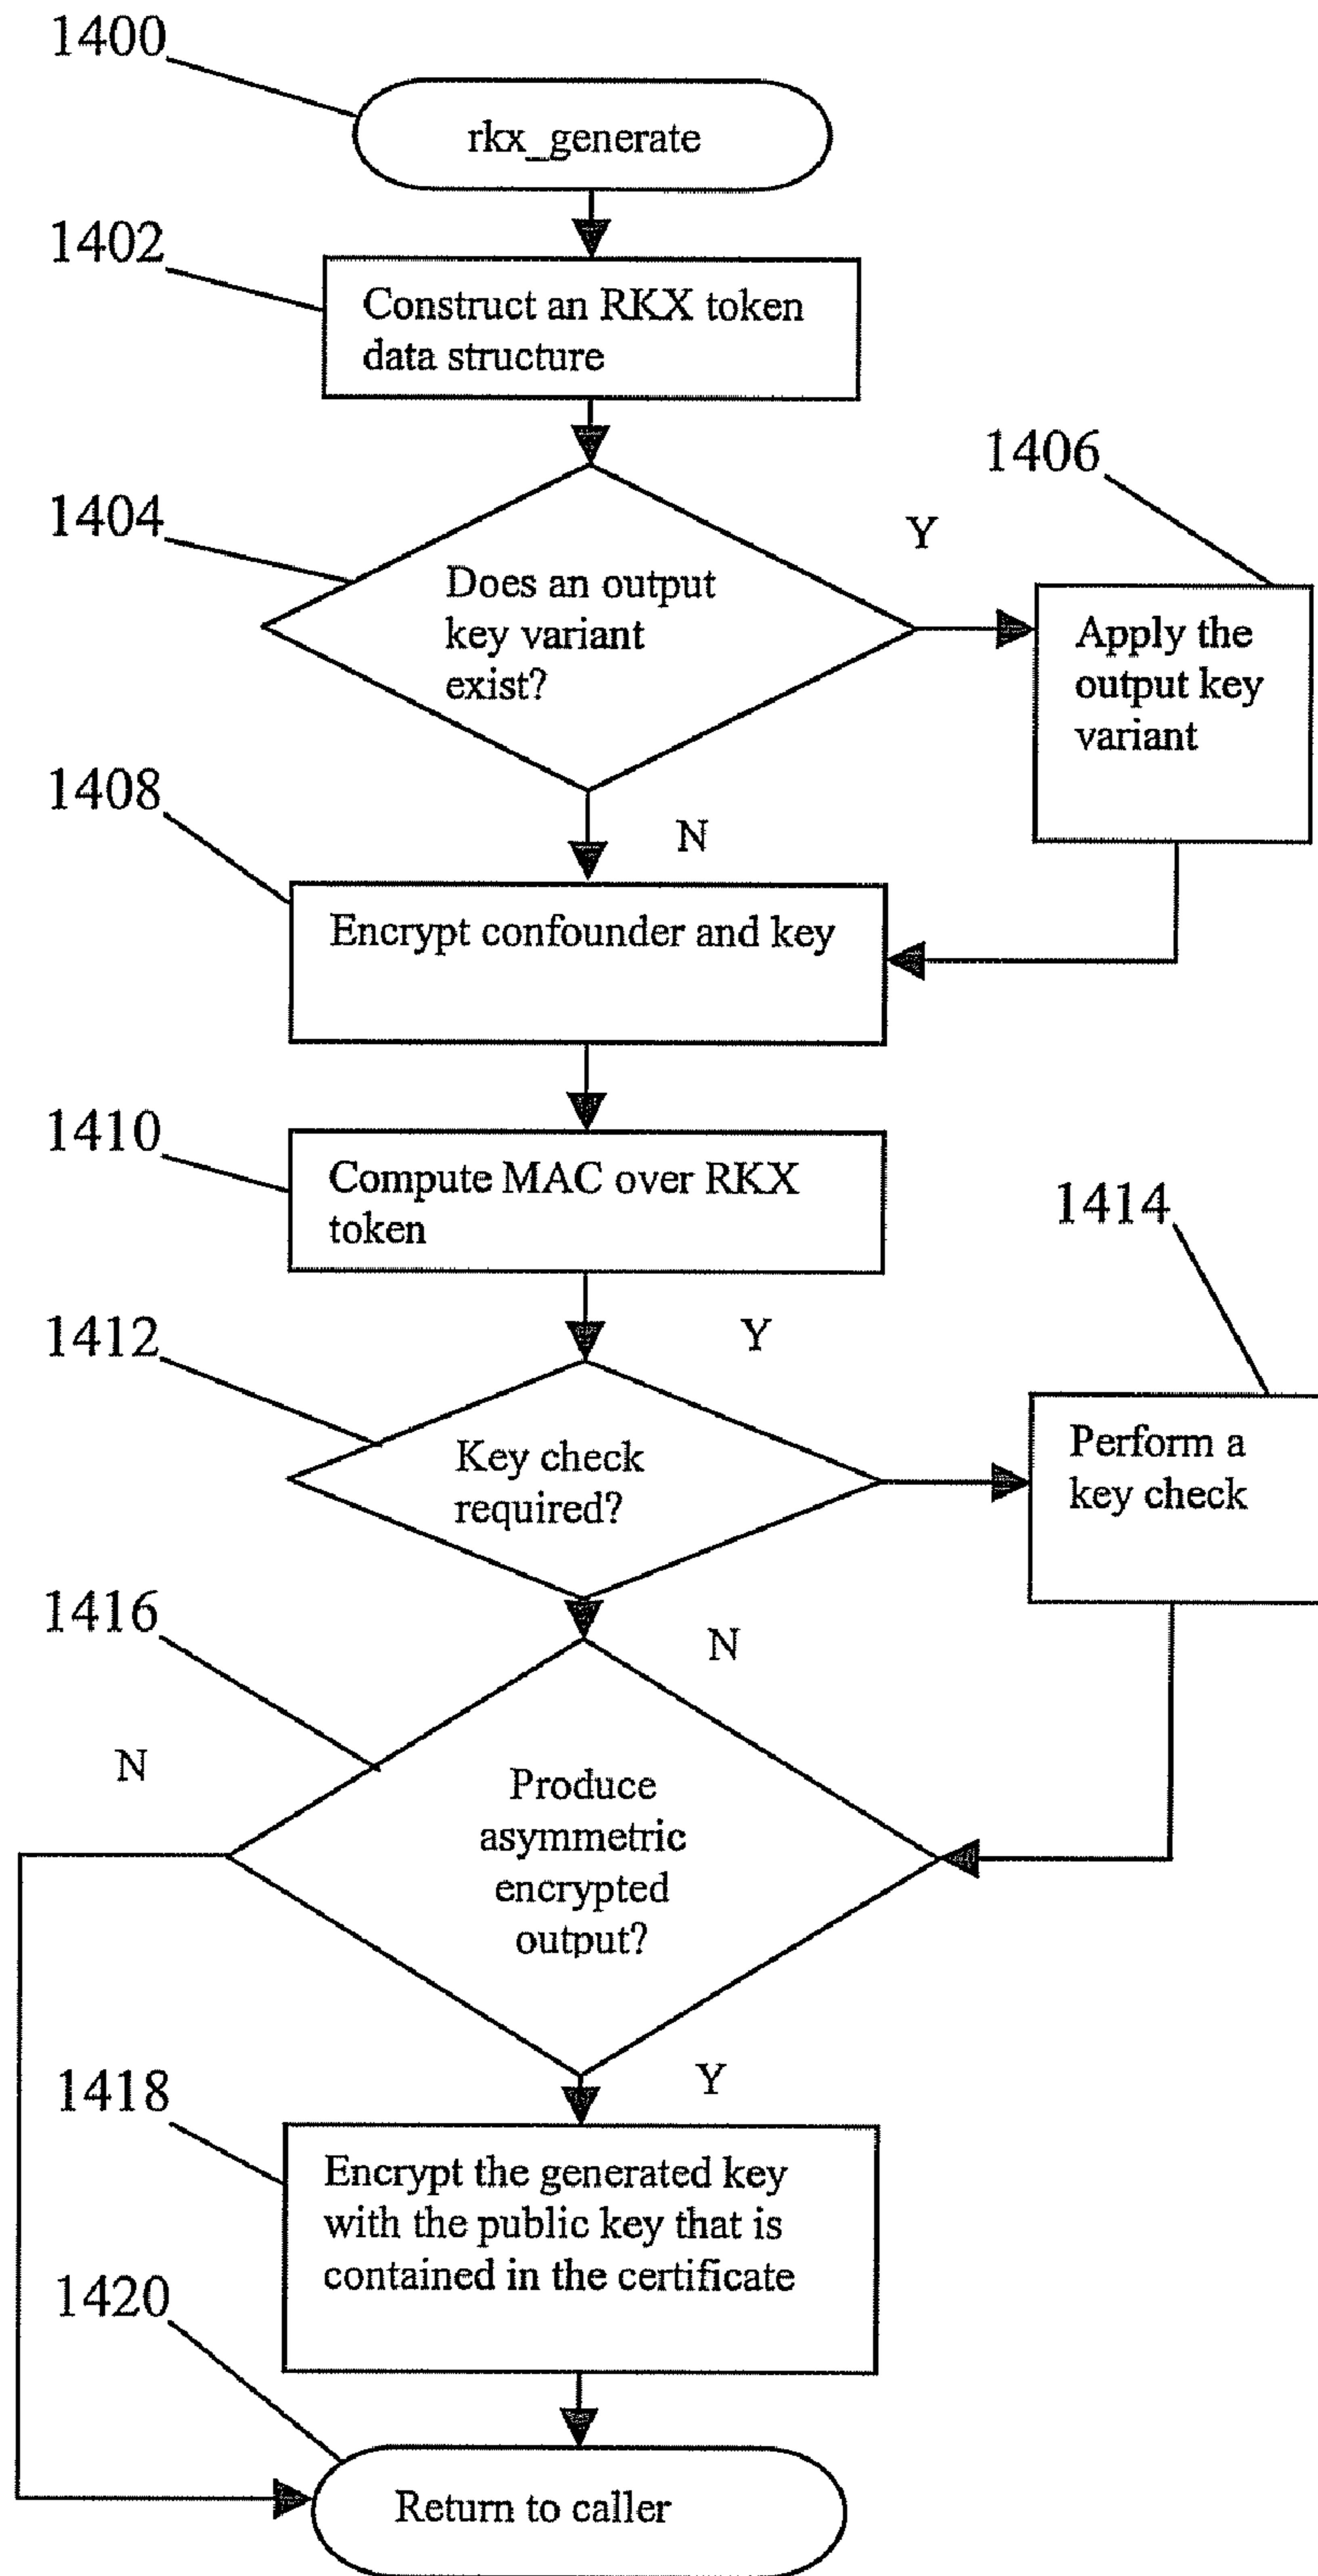 1400
rkx_generate
1402
Construct an RKX token
data structure
1404
Does an output
key variant
exist?
Y
1406
Apply the
output key
variant
N
1408
Encrypt confounder and key
1410
Compute MAC over RKX
token
1412
Key check
required?
Y
1414
Perform a
key check
N
1416
Produce
asymmetric
encrypted
output?
N
Y
1418
Encrypt the generated key
with the public key that is
contained in the certificate
1420
Return to caller